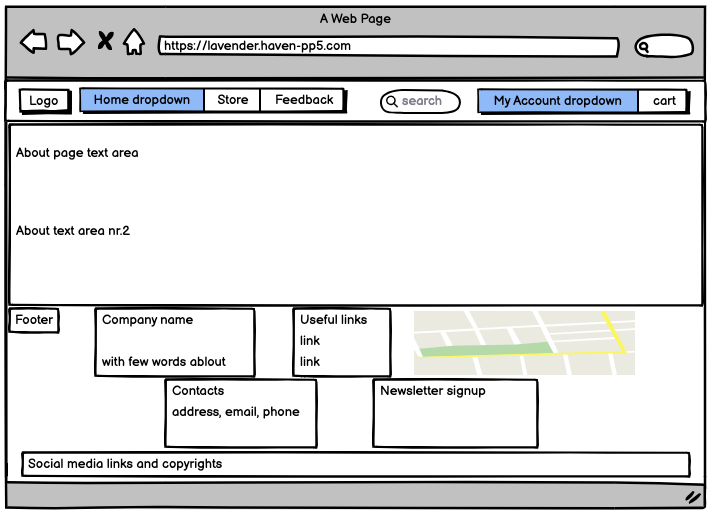 A Web Page
https://lavender.haven-pp5.com
Logo
Home dropdown
Store
Feedback
search
My Account dropdown
cart
About page text area
About text area nr.2
Footer
Company name
with few words ablout
Useful links
link
link
Contacts
address, email, phone
Newsletter signup
Social media links and copyrights